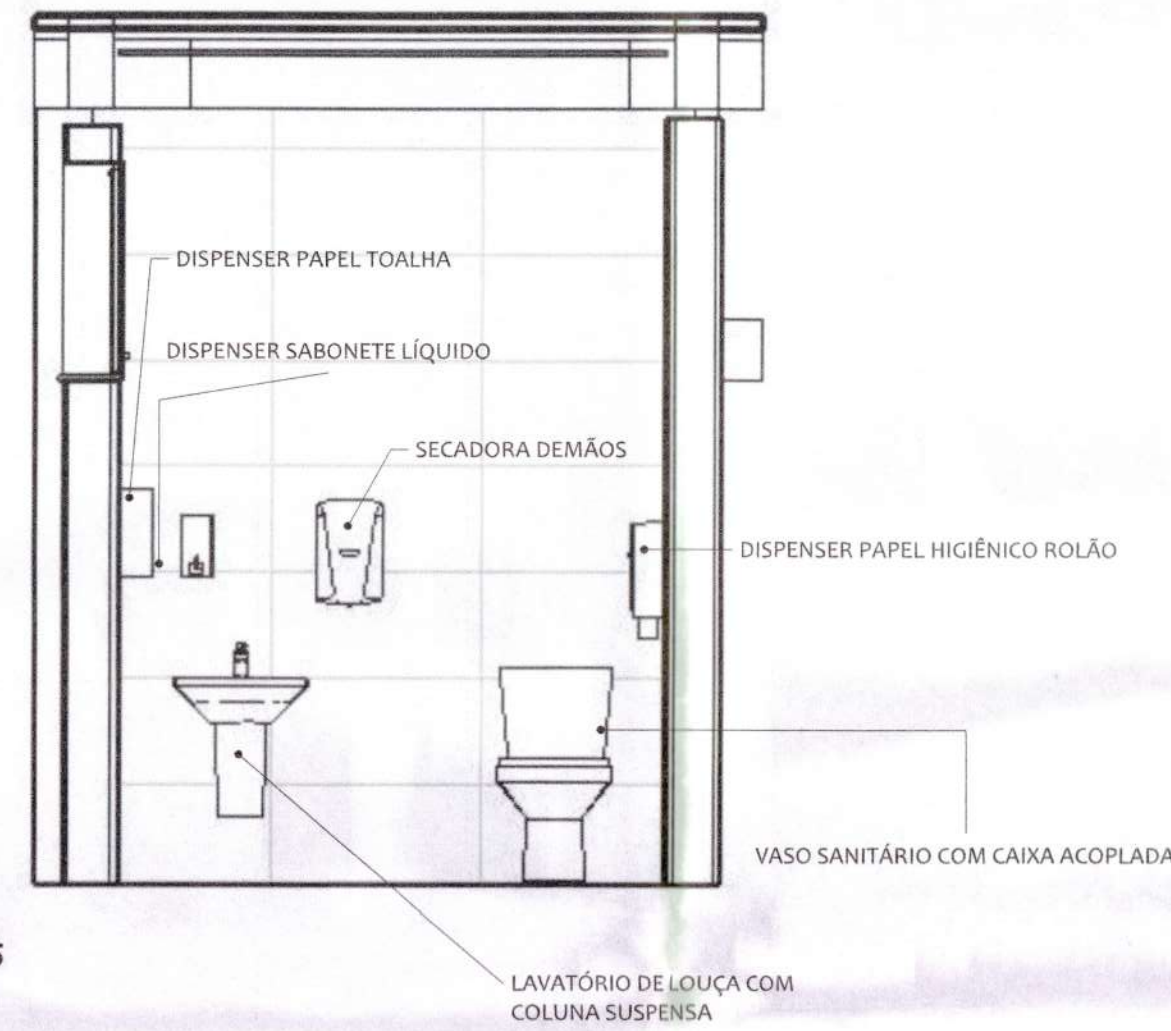 DISPENSER PAPEL TOALHA
DISPENSER SABONETE LÍQUIDO
SECADORA DEMÃOS
DISPENSER PAPEL HIGIÊNICO ROLÃO
VASO SANITÁRIO COM CAIXA ACOPLADA
LAVATÓRIO DE LOUÇA COM
COLUNA SUSPENSA